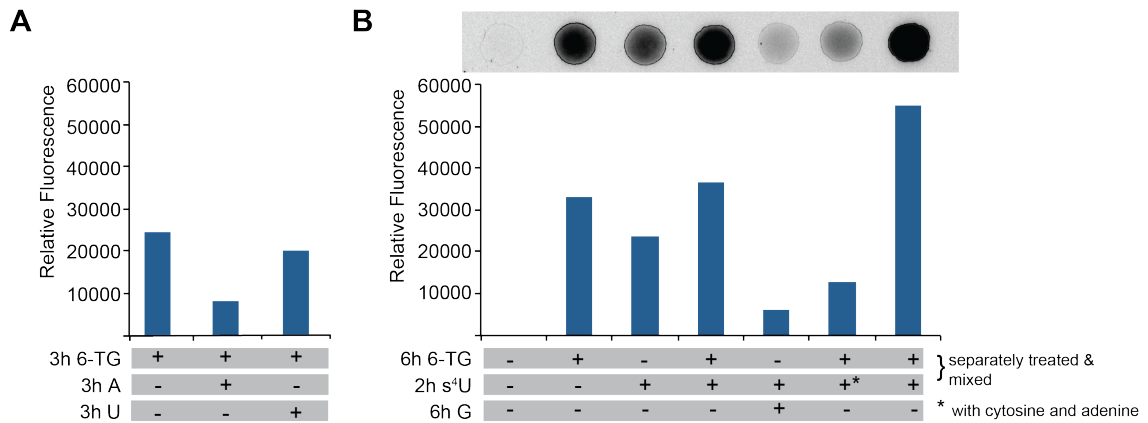 A
B
Relative Fluorescence
60000
50000
40000
30000
20000
10000
3h 6-TG + + +
3h A - + -
3h U - - +
Relative Fluorescence
60000
50000
40000
30000
20000
10000
6h 6-TG - + - + - + +
2h s⁴U - - + + + +* +
6h G - - - - + - -
} separately treated &
mixed
* with cytosine and adenine